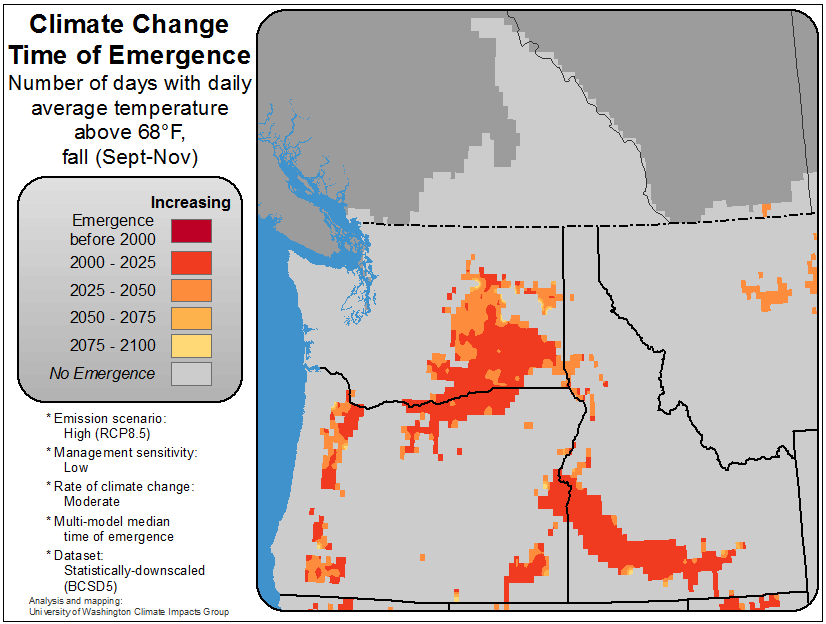 Climate Change
Time of Emergence
Number of days with daily
average temperature
above 68°F,
fall (Sept-Nov)
Increasing
Emergence
before 2000
2000 - 2025
2025 - 2050
2050 - 2075
2075 - 2100
No Emergence
* Emission scenario:
High (RCP8.5)
* Management sensitivity:
Low
* Rate of climate change:
Moderate
* Multi-model median
time of emergence
* Dataset:
Statistically-downscaled
(BCSD5)
Analysis and mapping:
University of Washington Climate Impacts Group